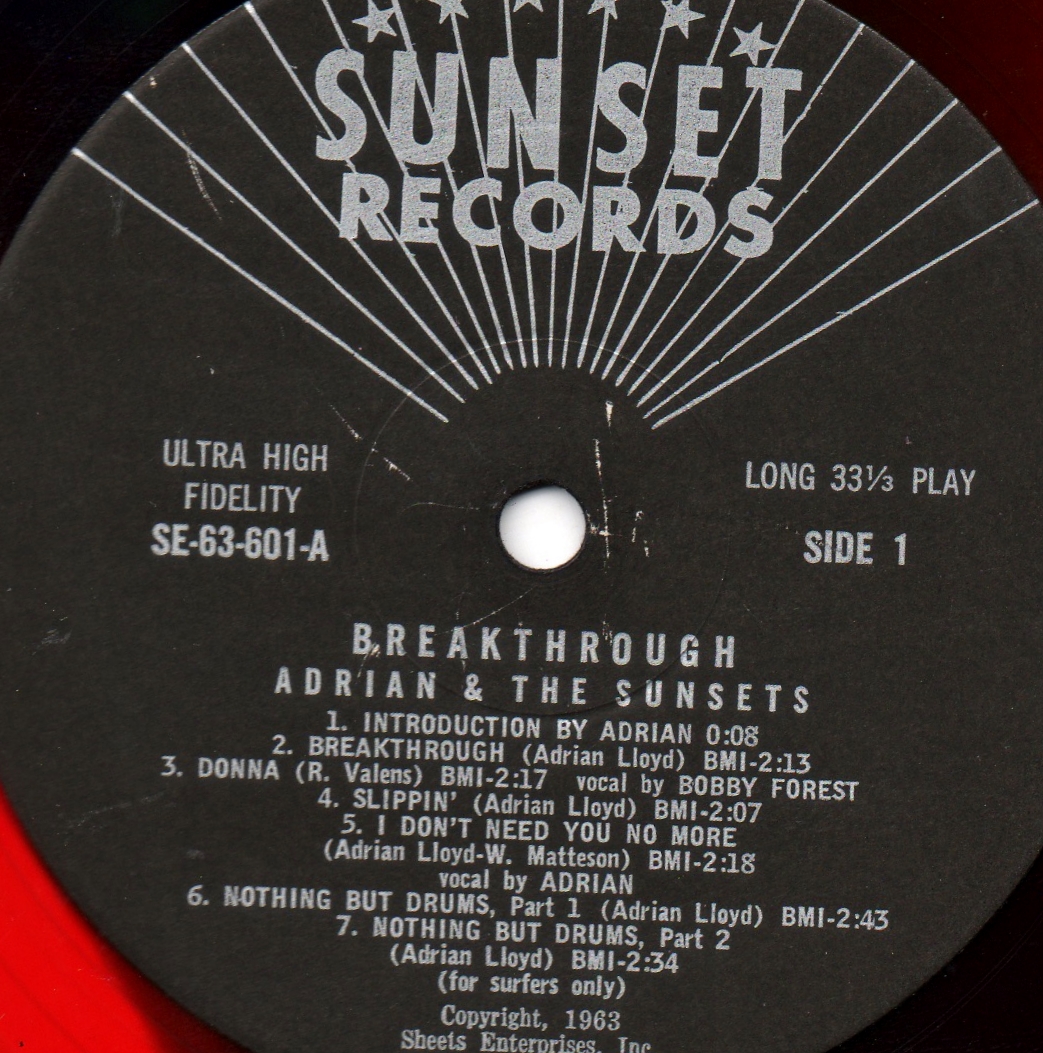 SUNSET
RECORDS
ULTRA HIGH
FIDELITY
SE-63-601-A
LONG 33⅓ PLAY
SIDE 1
BREAKTHROUGH
ADRIAN & THE SUNSETS
1. INTRODUCTION BY ADRIAN 0:08
2. BREAKTHROUGH (Adrian Lloyd) BMI-2:13
3. DONNA (R. Valens) BMI-2:17 vocal by BOBBY FOREST
4. SLIPPIN' (Adrian Lloyd) BMI-2:07
5. I DON'T NEED YOU NO MORE
(Adrian Lloyd-W. Matteson) BMI-2:18
vocal by ADRIAN
6. NOTHING BUT DRUMS, Part 1 (Adrian Lloyd) BMI-2:43
7. NOTHING BUT DRUMS, Part 2
(Adrian Lloyd) BMI-2:34
(for surfers only)
Copyright, 1963
Sheets Enterprises, Inc